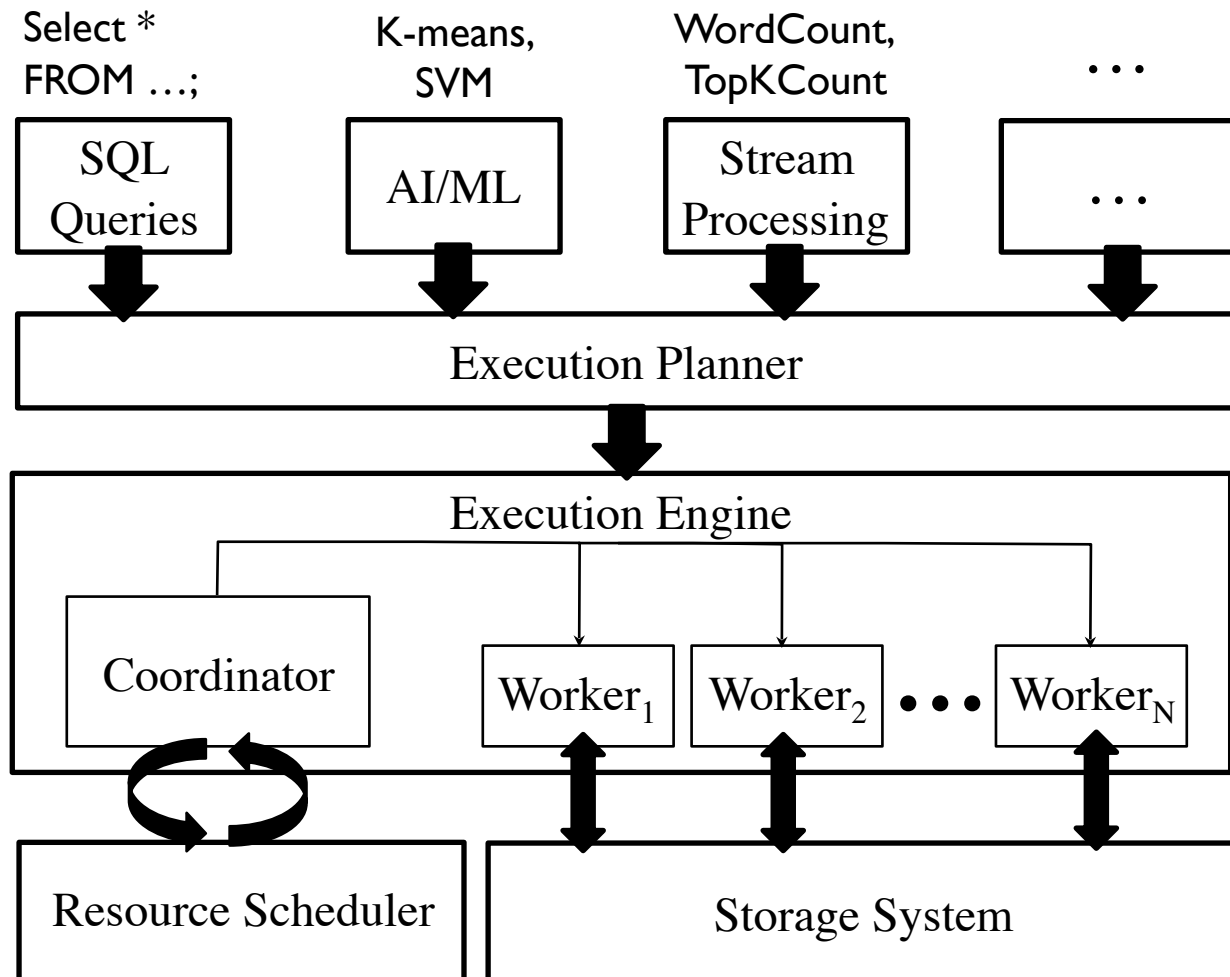 Select *
FROM …;
K-means,
SVM
WordCount,
TopKCount
…
SQL
Queries
AI/ML
Stream
Processing
…
Execution Planner
Execution Engine
Coordinator
Worker₁
Worker₂
•••
Worker_N
Resource Scheduler
Storage System